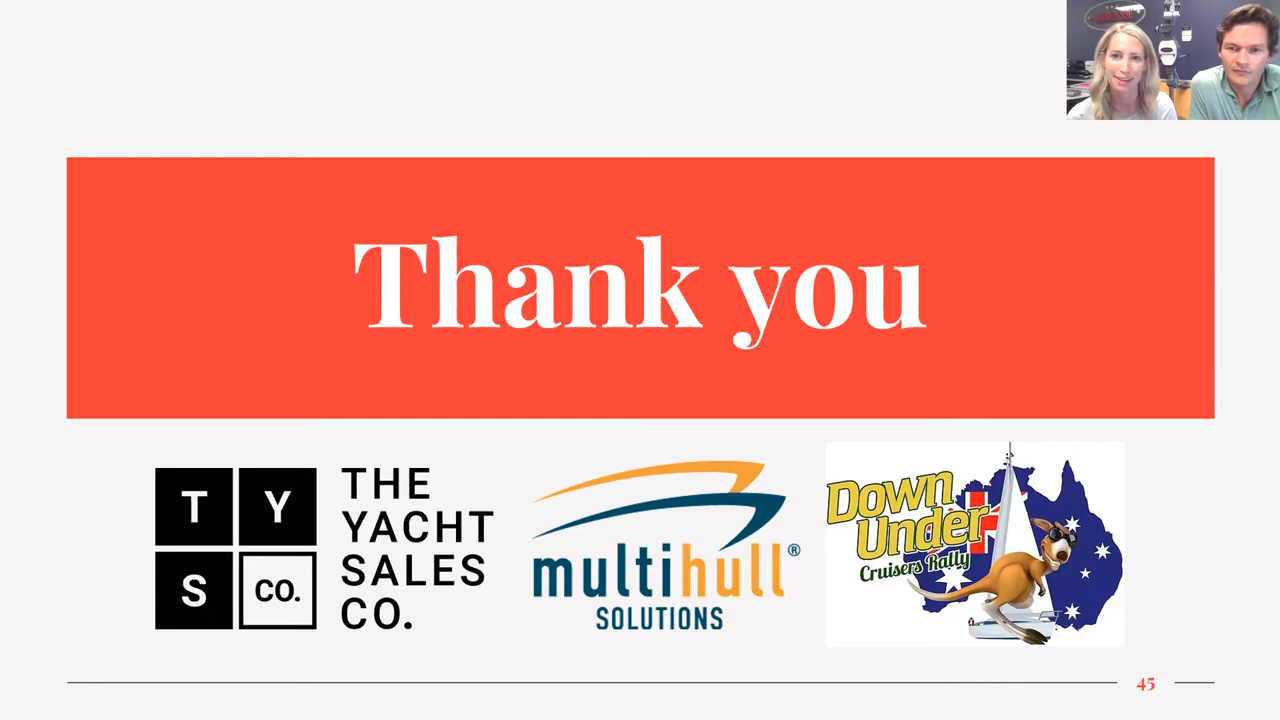 Thank you
T Y
S CO.
THE
YACHT
SALES
CO.
multihull®
SOLUTIONS
Down
Under
Cruisers Rally
45